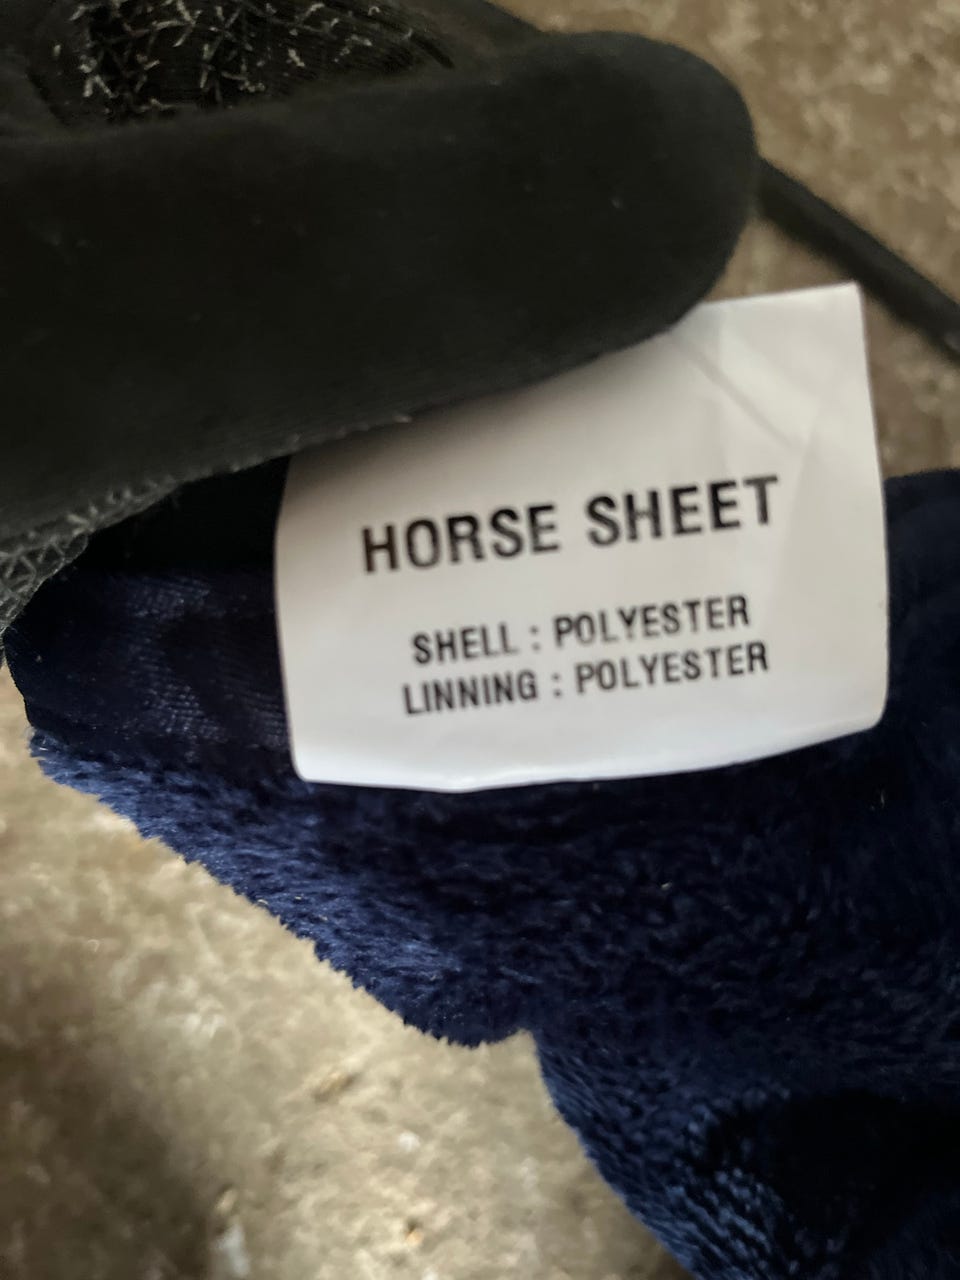 HORSE SHEET
SHELL : POLYESTER
LINNING : POLYESTER